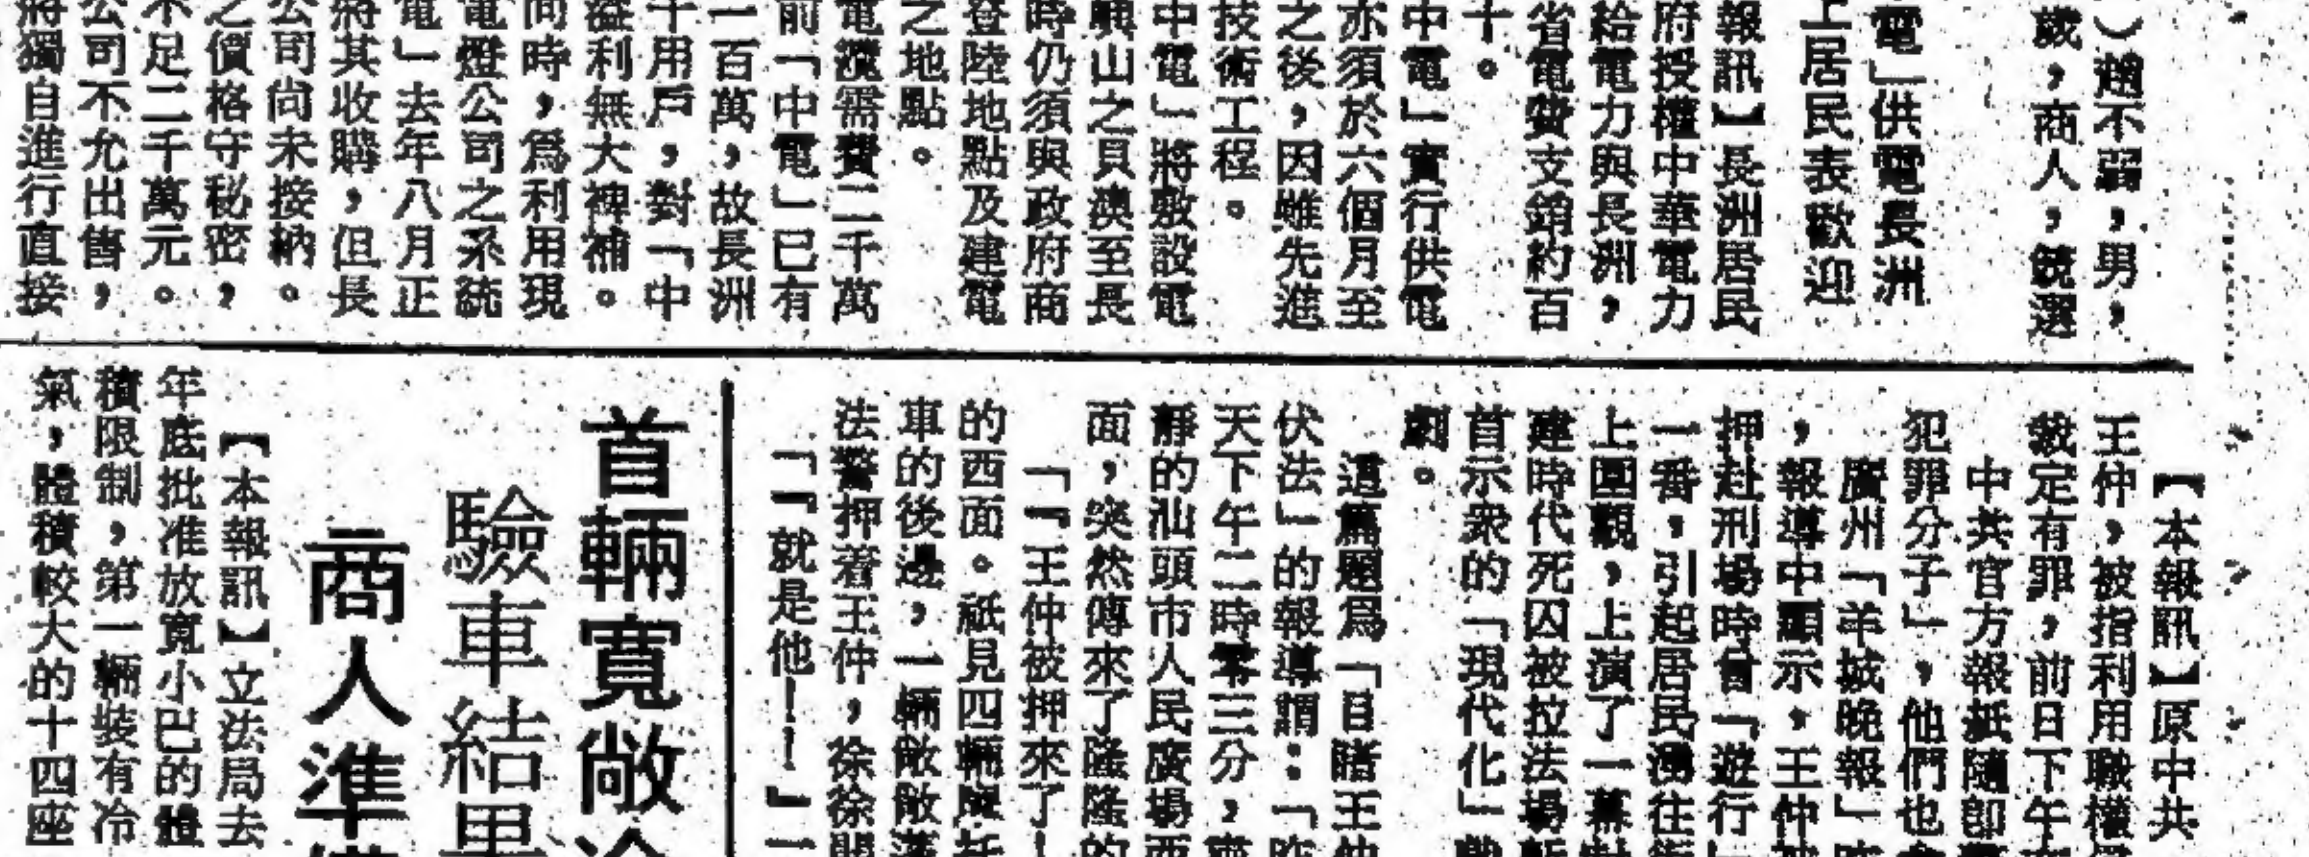 ）趙不弱，男，
歲，商人，競選
電」供電長洲
上居民表歡迎
報訊】長洲居民
府授權中華電力
給電力與長洲，
省電費支銷約百
十。
中電」實行供電
亦須於六個月至
之後，因雖先進
技術工程。
中電」將敷設電
興山之貝澳至長
時仍須與政府商
登陸地點及建電
之地點。
電纜需費二千萬
前「中電」已有
一百萬，故長洲
千用戶，對「中
溢利無大裨補。
同時，爲利用現
電燈公司之系統
電」去年八月正
將其收購，但長
公司尚未接納。
之價格守秘密，
不足二千萬元。
公司不允出售，
將獨自進行直接
【本報訊】原中共
王仲，被指利用職權
裁定有罪，前日下午
中共官方報紙隨即
犯罪分子」，他們也
廣州「羊城晚報」昨
，報導中顯示，王仲被
押赴刑場時曾「遊行」
一番，引起居民湧往街
上圍觀，上演了一幕
建時代死囚被拉法場斬
首示衆的「現代化」
劇。
這篇題爲「目睹王仲
伏法」的報導謂：「昨
天下午二時零三分，
靜的汕頭市人民廣場西
面，突然傳來了隆隆的
「『王仲被押來了！
的西面。祇見四輛
車的後邊，一輛敞敞
法警押着王仲，徐徐開
「『就是他！！』
首輛寬敞冷
驗車結果
商人準
【本報訊】立法局去
年底批准放寬小巴的體
積限制，第一輛裝有冷
氣，體積較大的十四座